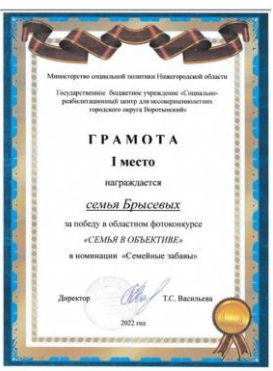 Министерство социальной политики Нижегородской области
Государственное бюджетное учреждение «Социально-
реабилитационный центр для несовершеннолетних
городского округа Воротынский»
ГРАМОТА
I место
награждается
семья Брысевых
за победу в областном фотоконкурсе
«СЕМЬЯ В ОБЪЕКТИВЕ»
в номинации «Семейные забавы»
Директор Т.С. Васильева
2022 год